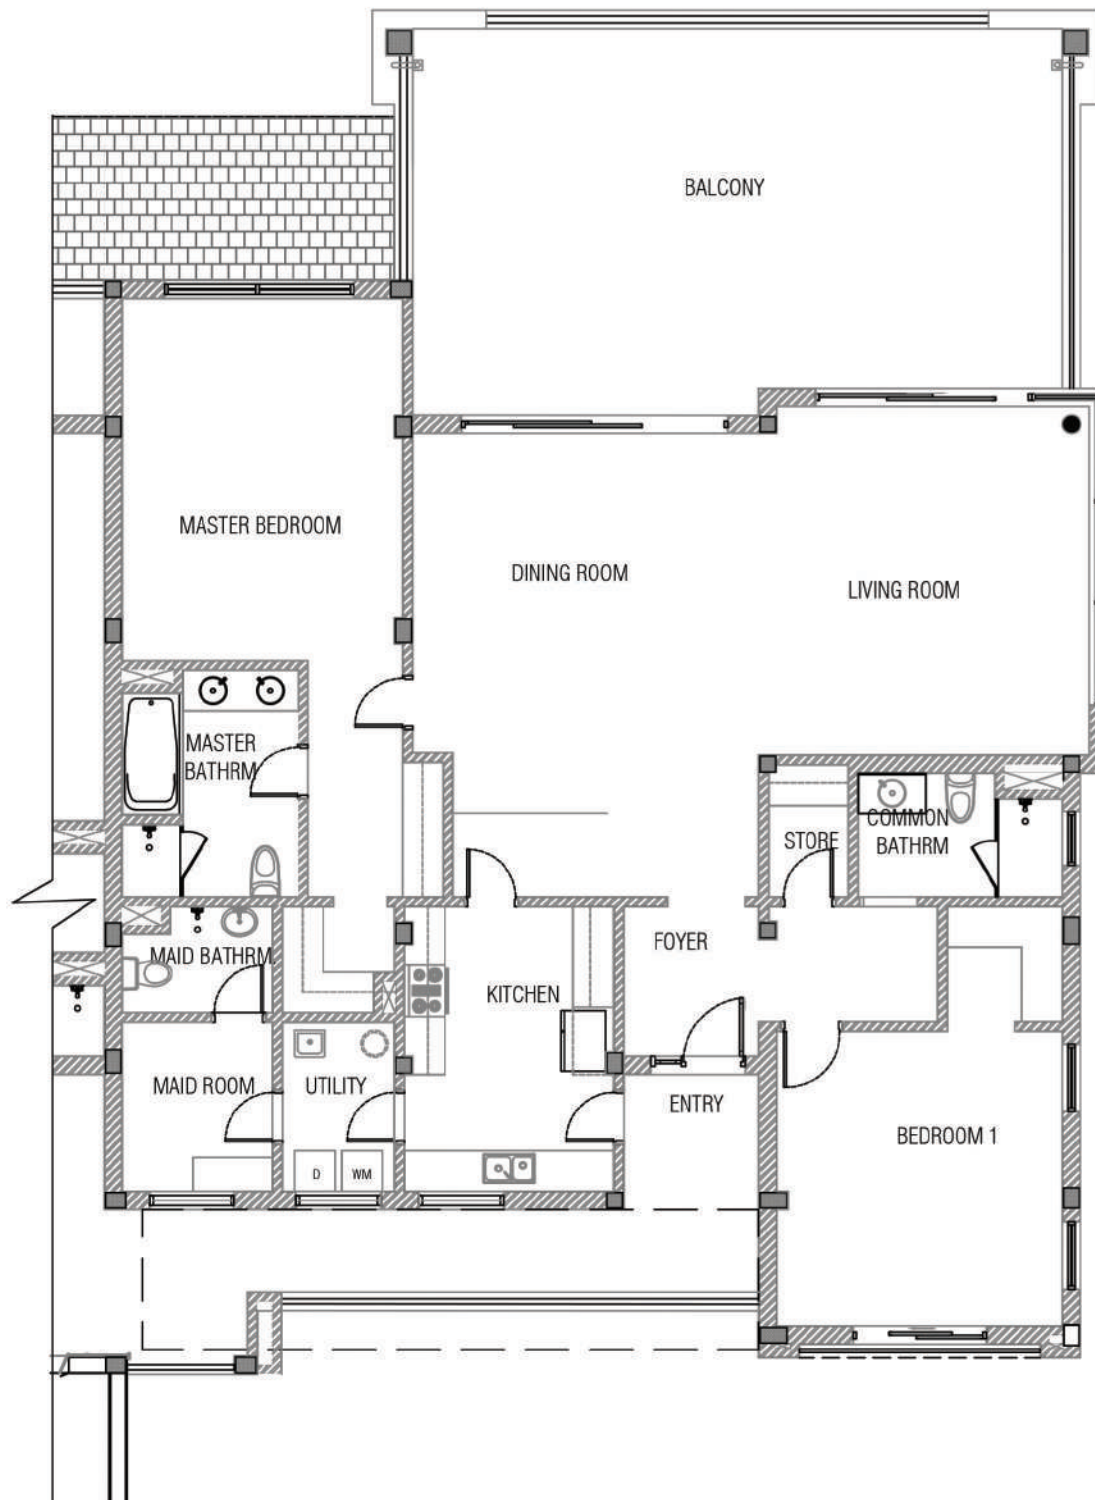 BALCONY
MASTER BEDROOM
DINING ROOM
LIVING ROOM
MASTER
BATHRM
COMMON
BATHRM
STORE
FOYER
MAID BATHRM
KITCHEN
MAID ROOM
UTILITY
ENTRY
BEDROOM 1
D
WM